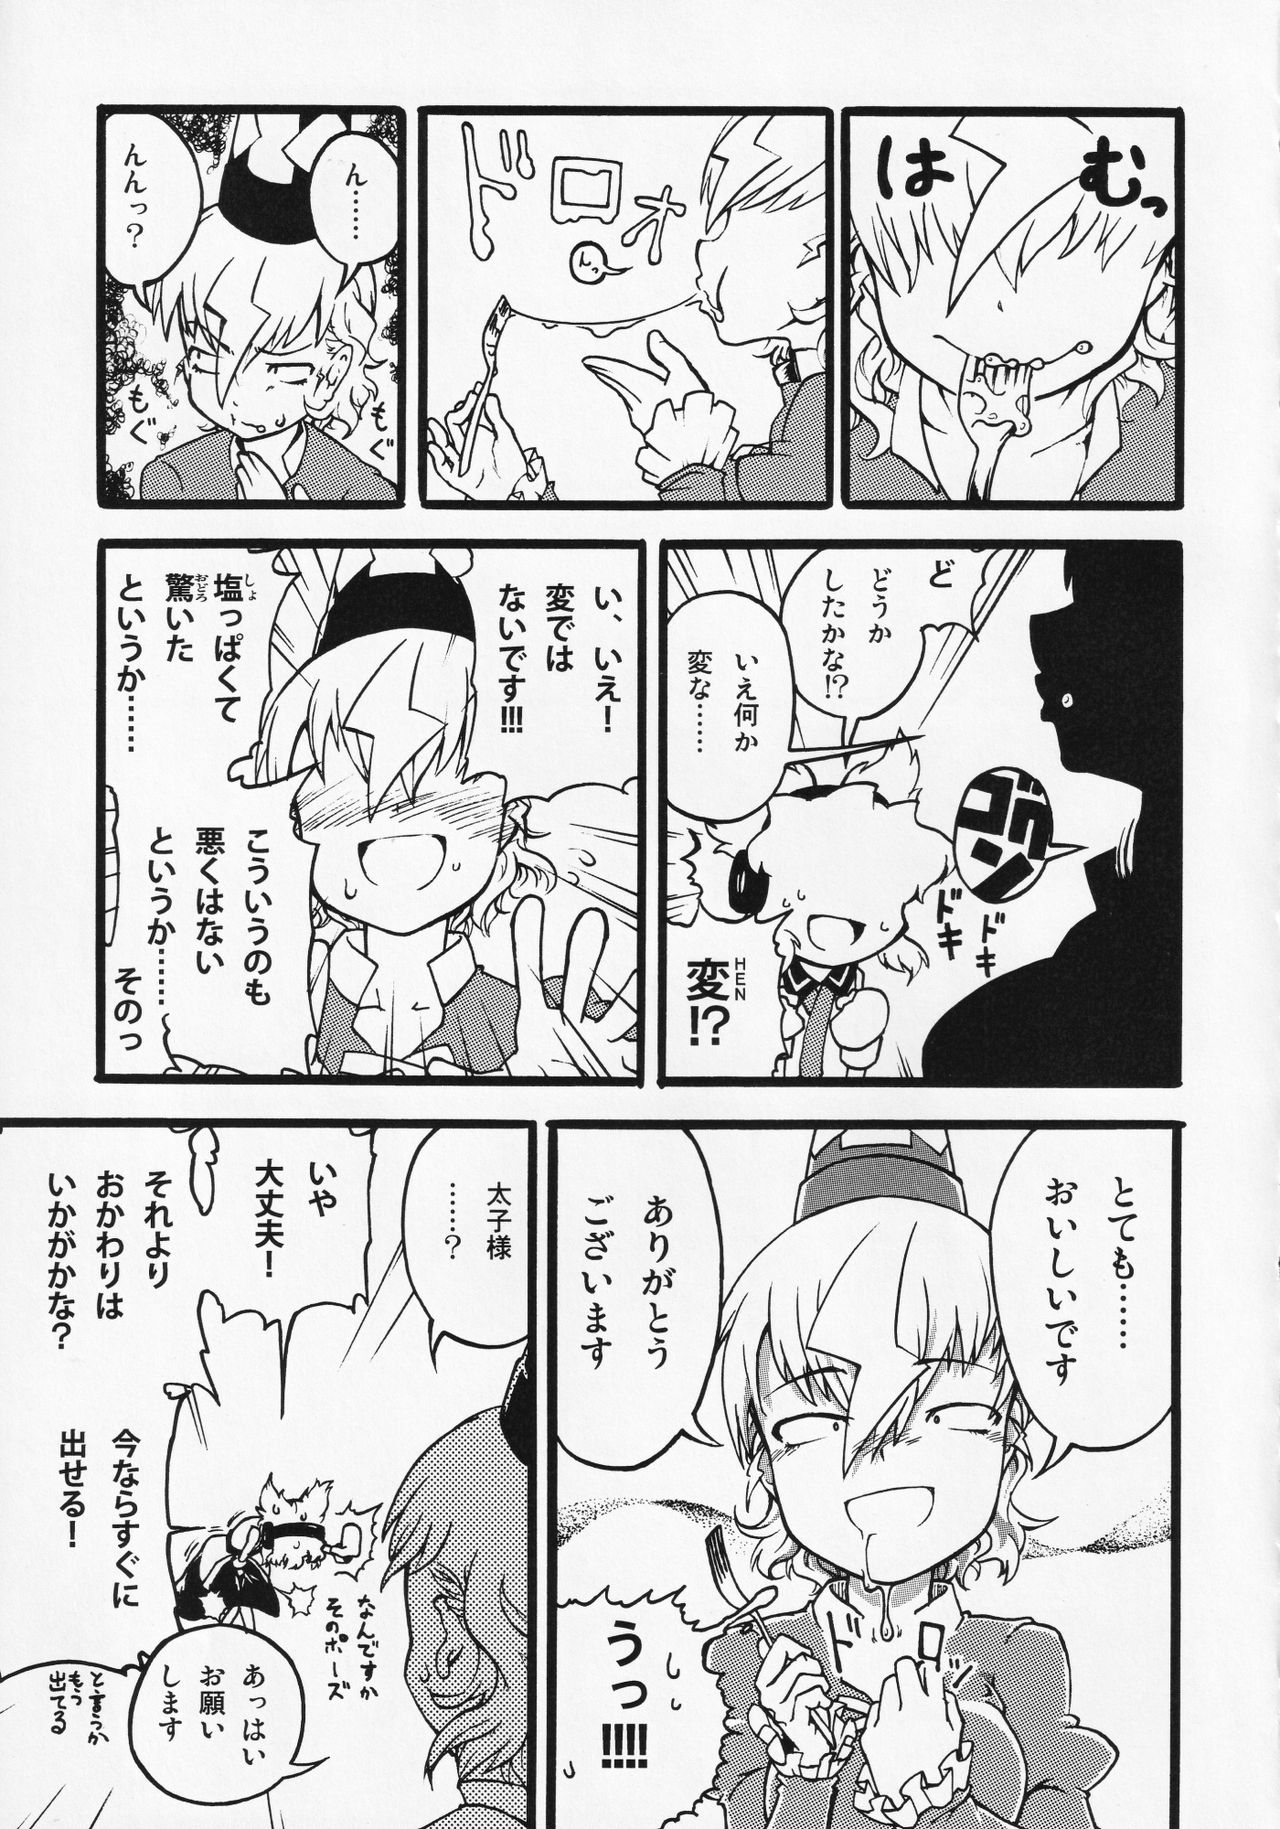 はむっ
ドロォ
んっ
ん……
んんっ？
もぐ
もぐ
ど
どうか
したかな!?
いえ何か
変な……
ゴクン
ドキ
ドキ
変!?
HEN
い、いえ！
変では
ないです!!!
塩っぱくて
しょ
驚いた
おどろ
というか……
こういうのも
悪くはない
というか……
そのっ
とても……
おいしいです
ありがとう
ございます
ドロ
うっ
!!!!
太子様
……？
いや
大丈夫！
それより
おかわりは
いかがかな？
今ならすぐに
出せる！
なんですか
そのポーズ
あっはい
お願い
します
と言うか
もう
出てる